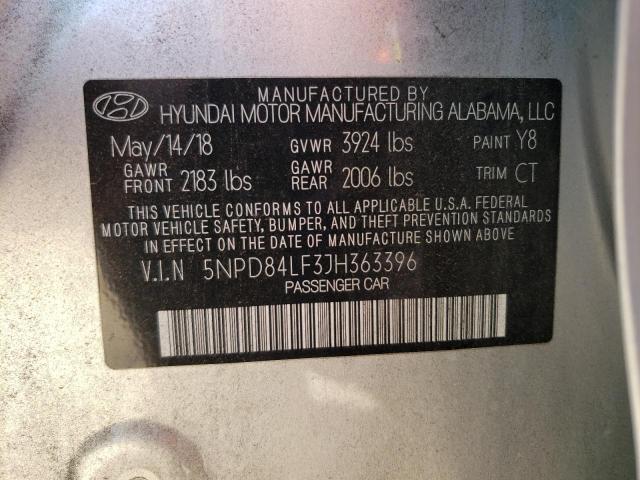 MANUFACTURED BY
HYUNDAI MOTOR MANUFACTURING ALABAMA, LLC
May/14/18 GVWR 3924 lbs PAINT Y8
GAWR FRONT 2183 lbs GAWR REAR 2006 lbs TRIM CT
THIS VEHICLE CONFORMS TO ALL APPLICABLE U.S.A. FEDERAL
MOTOR VEHICLE SAFETY, BUMPER, AND THEFT PREVENTION STANDARDS
IN EFFECT ON THE DATE OF MANUFACTURE SHOWN ABOVE.
V.I.N 5NPD84LF3JH363396
PASSENGER CAR